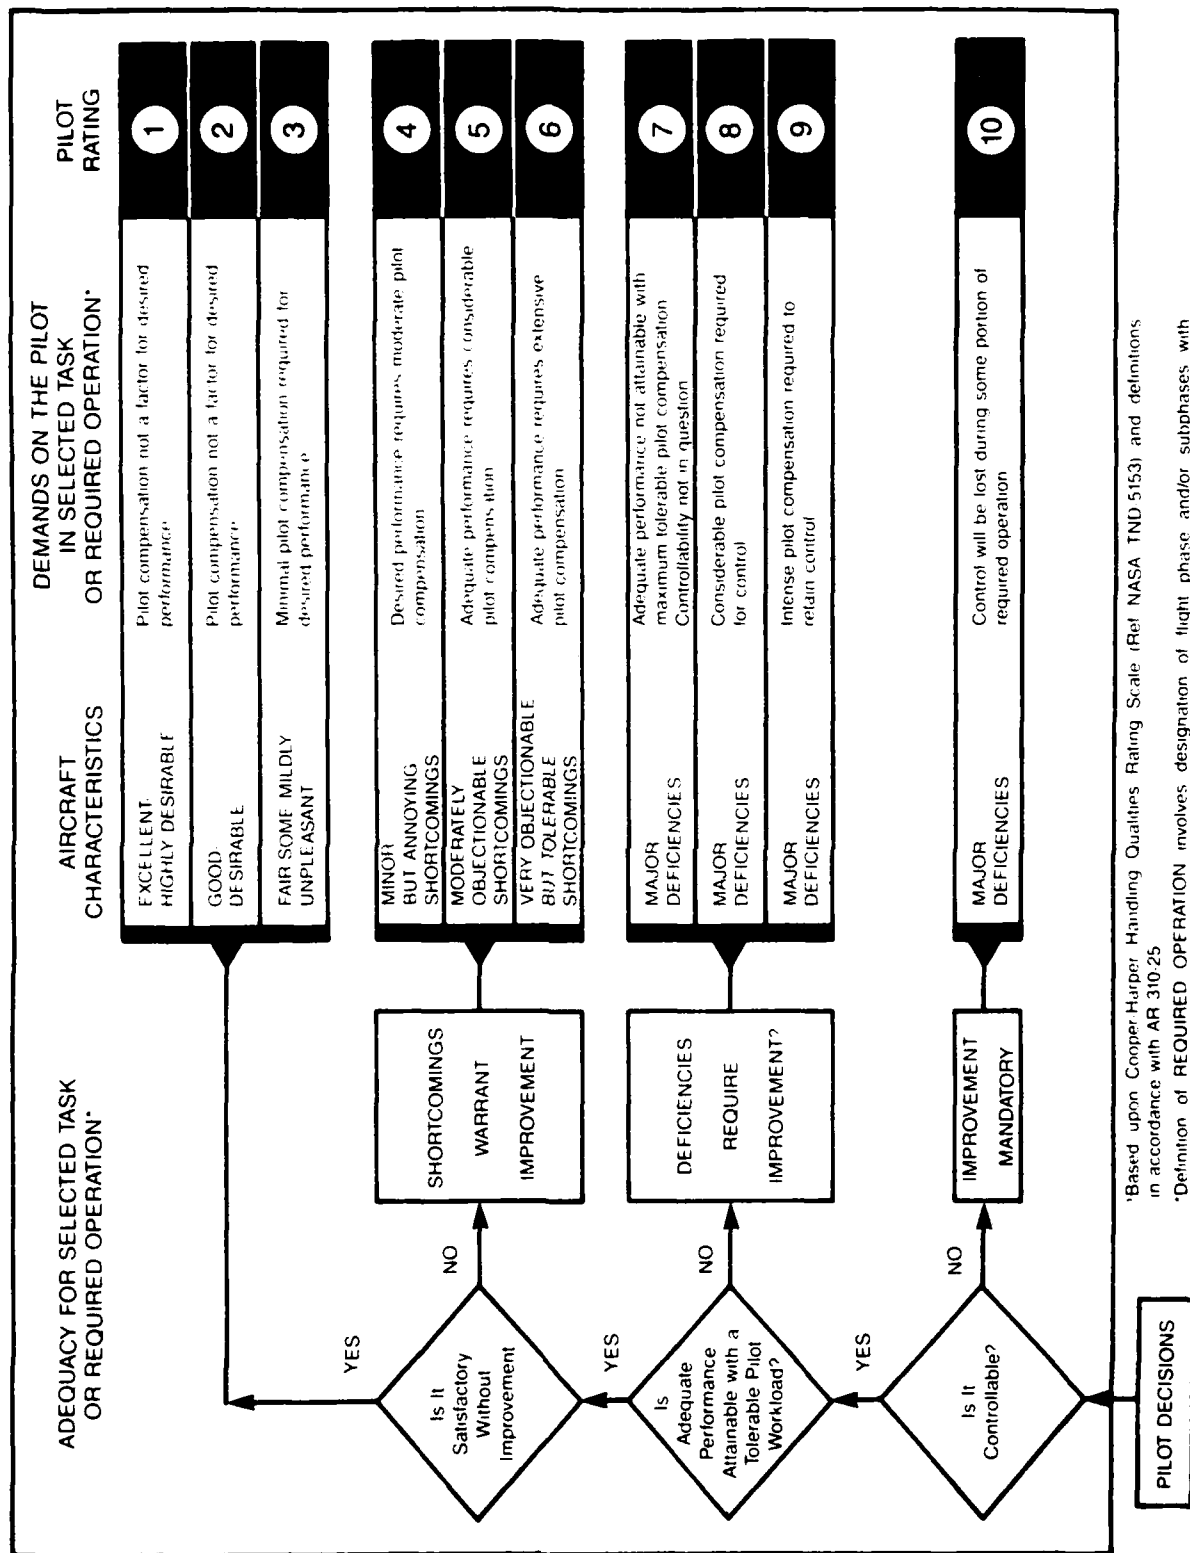 ADEQUACY FOR SELECTED TASK
OR REQUIRED OPERATION*
AIRCRAFT
CHARACTERISTICS
DEMANDS ON THE PILOT
IN SELECTED TASK
OR REQUIRED OPERATION*
PILOT
RATING
EXCELLENT
HIGHLY DESIRABLE
Pilot compensation not a factor for desired
performance
1
GOOD-
DESIRABLE
Pilot compensation not a factor for desired
performance
2
FAIR SOME MILDLY
UNPLEASANT
Minimal pilot compensation required for
desired performance
3
YES
Is It
Satisfactory
Without
Improvement
NO
SHORTCOMINGS
WARRANT
IMPROVEMENT
MINOR
BUT ANNOYING
SHORTCOMINGS
Desired performance requires moderate pilot
compensation
4
MODERATELY
OBJECTIONABLE
SHORTCOMINGS
Adequate performance requires considerable
pilot compensation
5
VERY OBJECTIONABLE
BUT TOLERABLE
SHORTCOMINGS
Adequate performance requires extensive
pilot compensation
6
YES
Is
Adequate
Performance
Attainable with a
Tolerable Pilot
Workload?
NO
DEFICIENCIES
REQUIRE
IMPROVEMENT?
MAJOR
DEFICIENCIES
Adequate performance not attainable with
maximum tolerable pilot compensation
Controllability not in question
7
MAJOR
DEFICIENCIES
Considerable pilot compensation required
for control
8
MAJOR
DEFICIENCIES
Intense pilot compensation required to
retain control
9
YES
Is It
Controllable?
NO
IMPROVEMENT
MANDATORY
MAJOR
DEFICIENCIES
Control will be lost during some portion of
required operation
10
PILOT DECISIONS
Based upon Cooper-Harper Handling Qualities Rating Scale (Ref NASA TND 5153) and definitions
in accordance with AR 310-25
*Definition of REQUIRED OPERATION involves designation of flight phase and/or subphases with